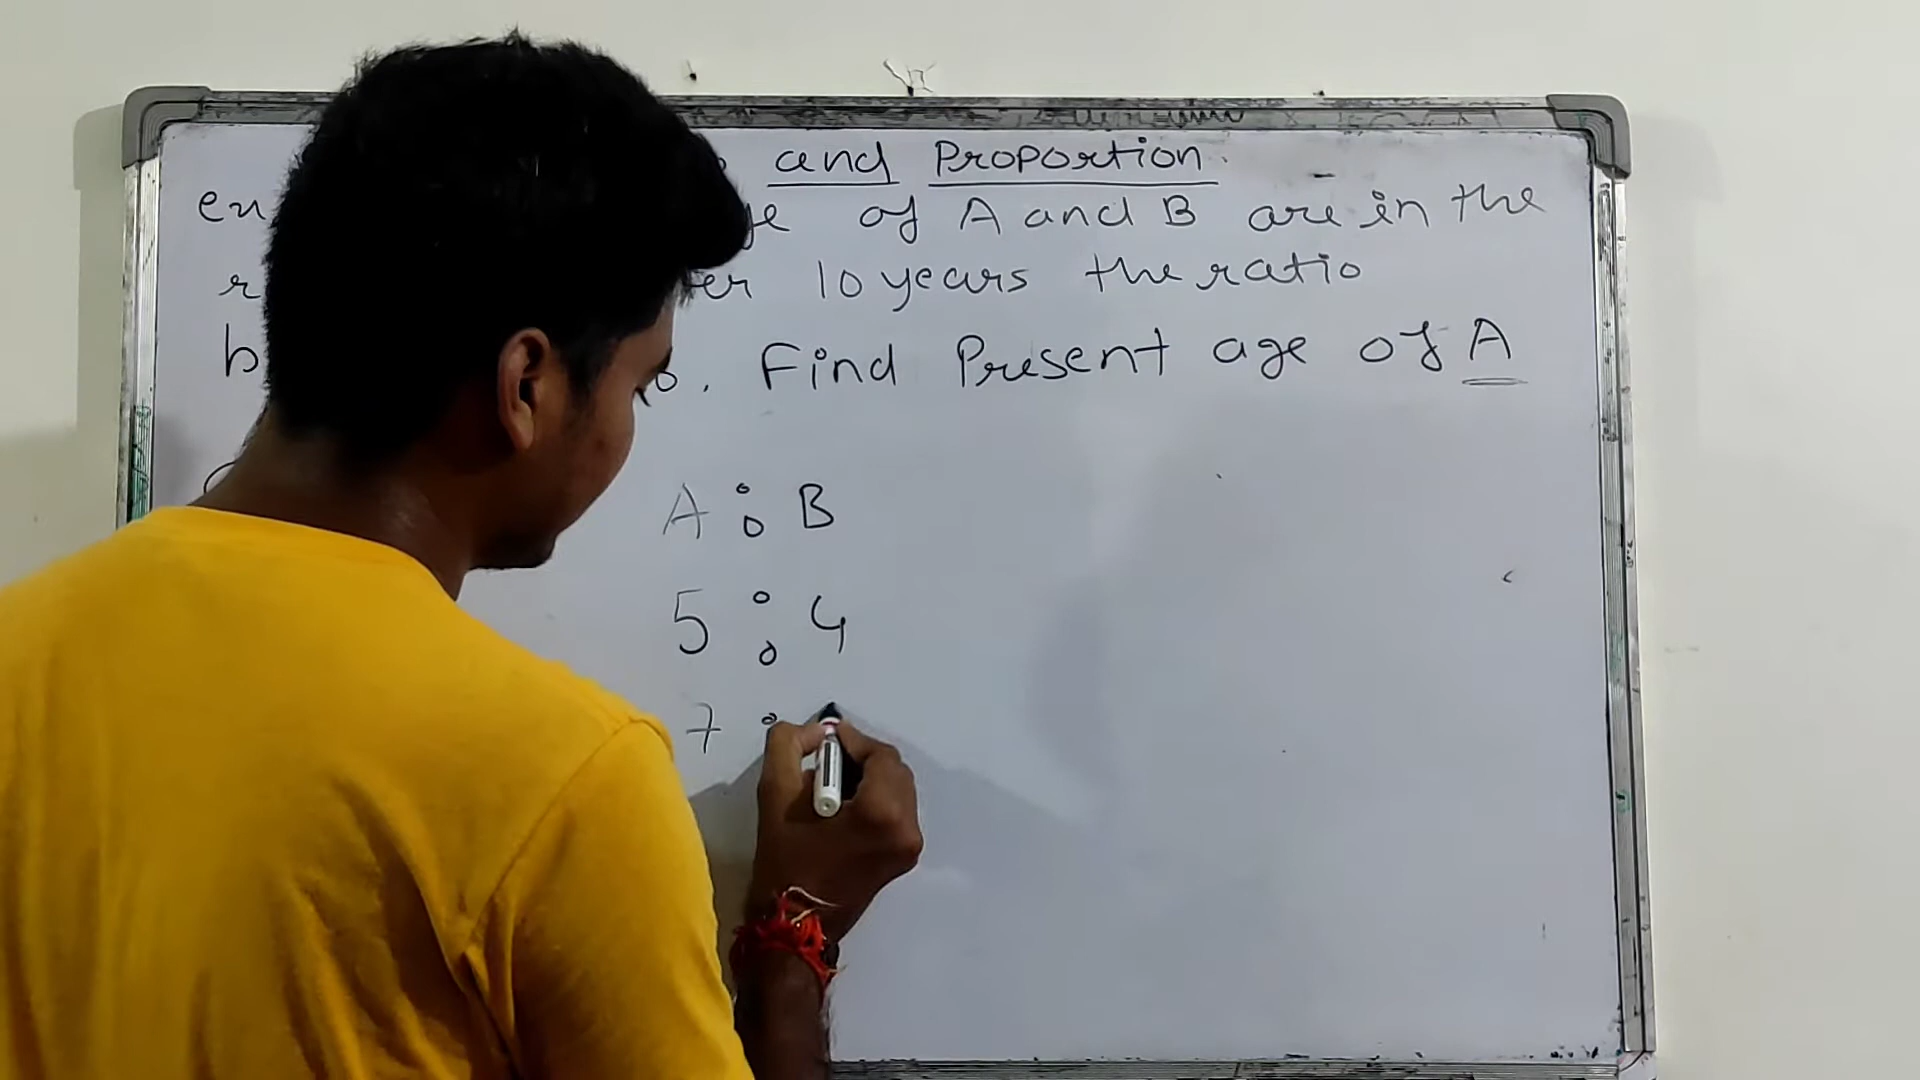 and Proportion.
of A and B are in the
10 years the ratio
. Find Present age of A
A : B
5 : 4
7 :